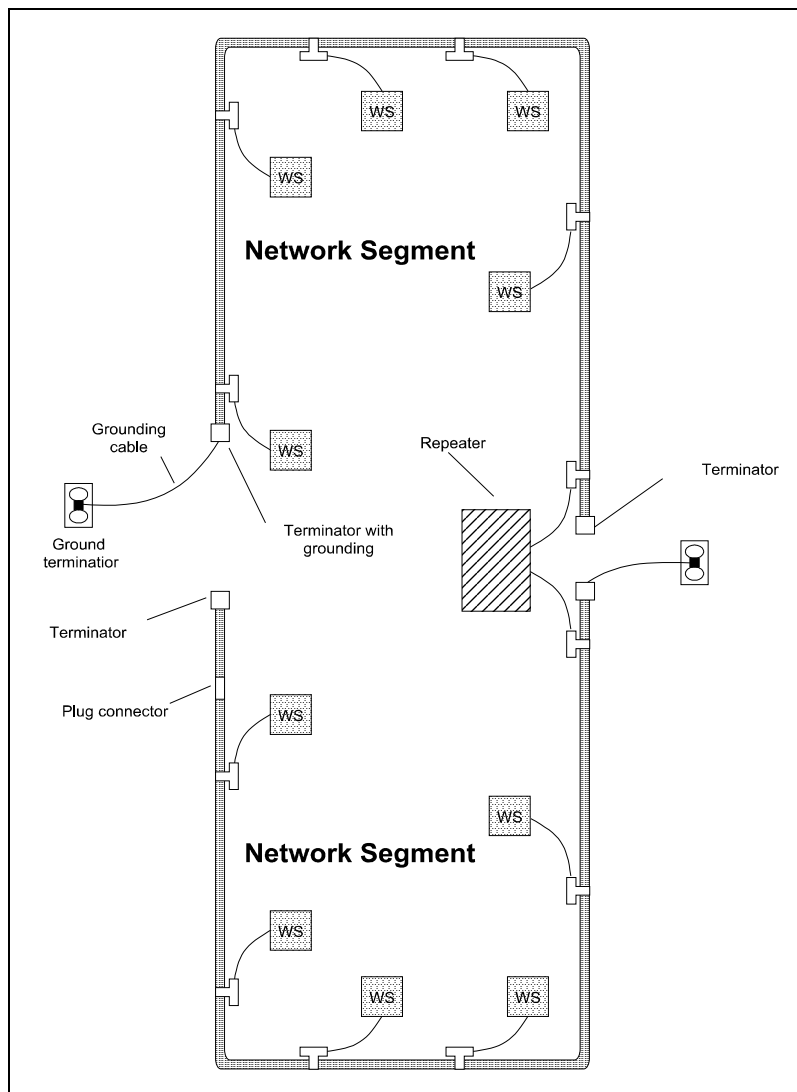 WS
WS
WS
Network Segment
WS
Grounding
cable
WS
Repeater
Terminator
Terminator with
grounding
Ground
terminatior
Terminator
Plug connector
WS
WS
Network Segment
WS
WS
WS